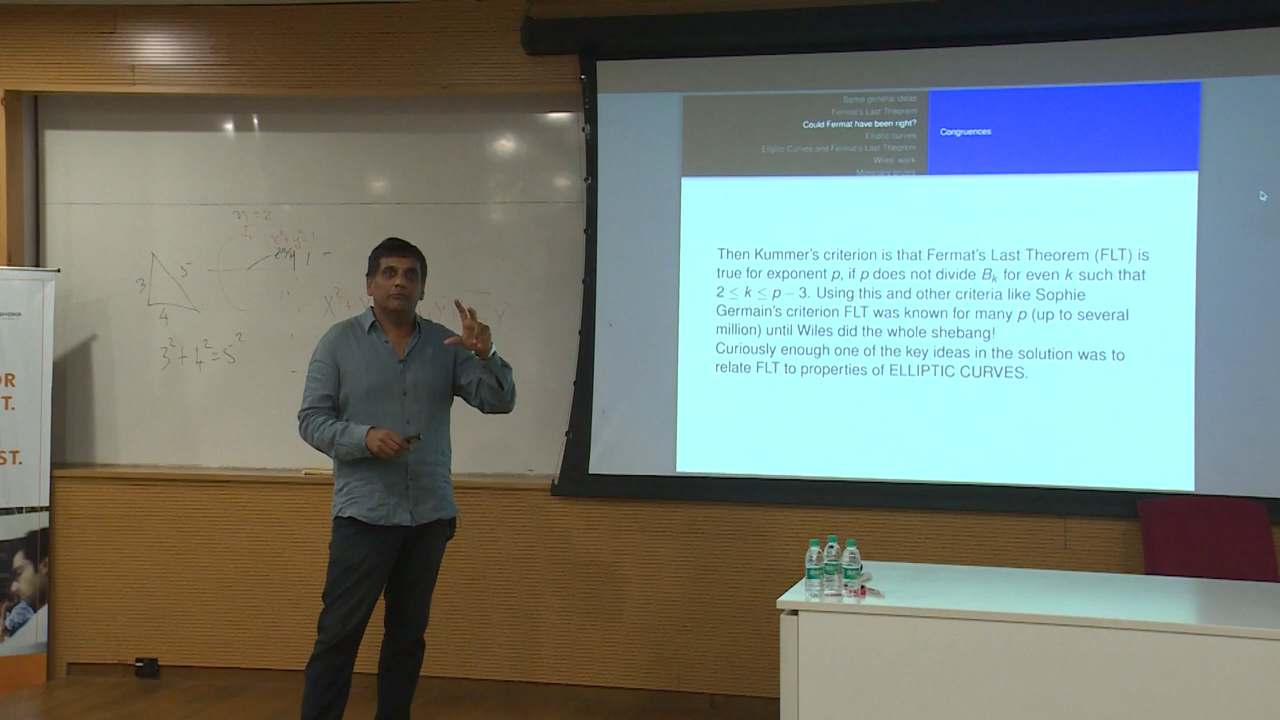 Some general ideas
Fermat's Last Theorem
Could Fermat have been right?
Elliptic curves
Elliptic Curves and Fermat's Last Theorem
Wiles' work
Monetary prizes
Congruences
Then Kummer's criterion is that Fermat's Last Theorem (FLT) is
true for exponent p, if p does not divide Bₖ for even k such that
2 ≤ k ≤ p − 3. Using this and other criteria like Sophie
Germain's criterion FLT was known for many p (up to several
million) until Wiles did the whole shebang!
Curiously enough one of the key ideas in the solution was to
relate FLT to properties of ELLIPTIC CURVES.
n = 2
3
5
4
3² + 4² = 5²
OR
T.
ST.